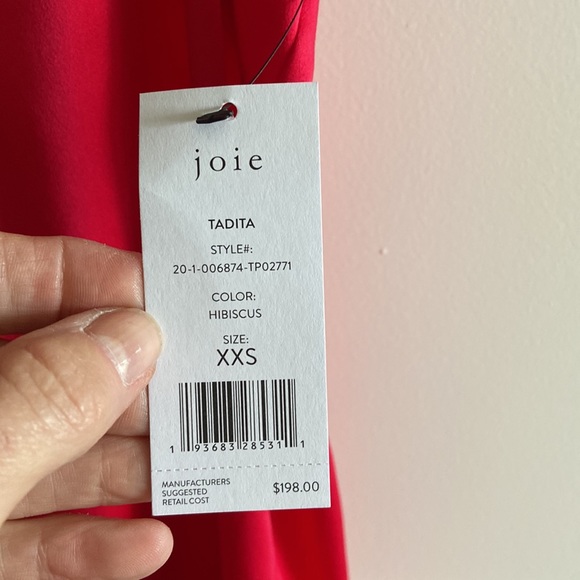 joie
TADITA
STYLE#:
20-1-006874-TP02771
COLOR:
HIBISCUS
SIZE:
XXS
1 93683 28531 1
MANUFACTURERS
SUGGESTED
RETAIL COST
$198.00